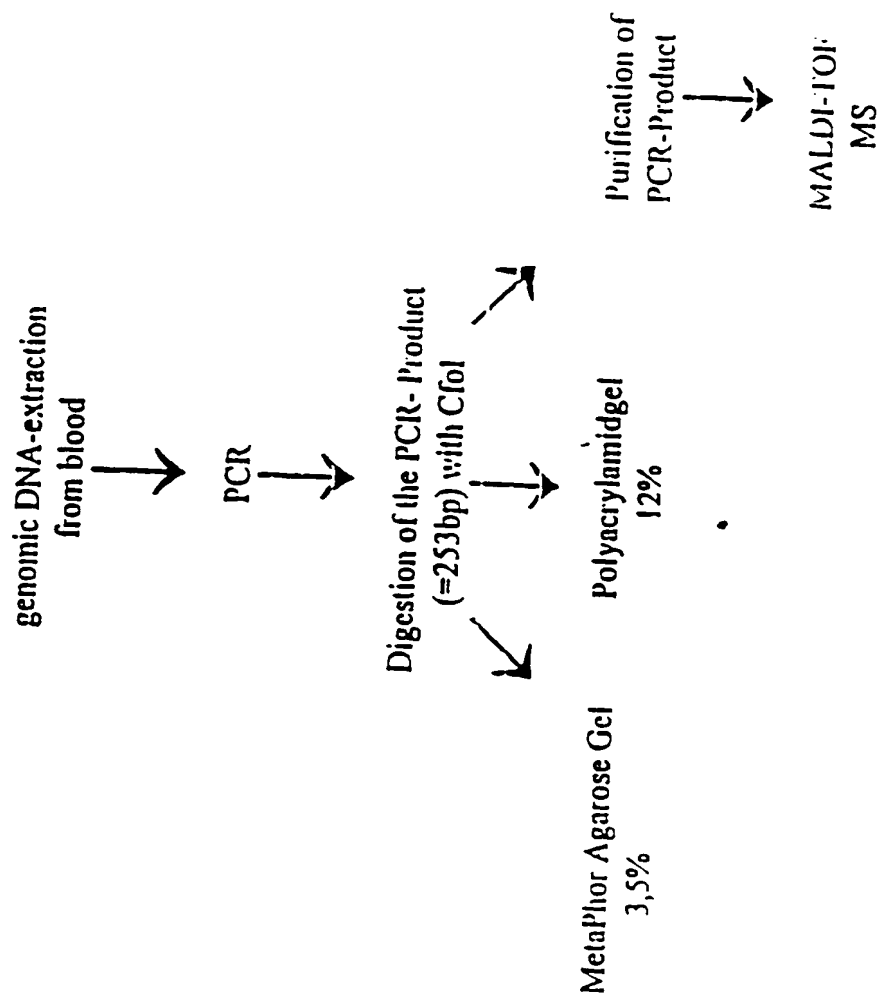 genomic DNA-extraction
from blood
PCR
Digestion of the PCR- Product
(=253bp) with CfoI
MetaPhor Agarose Gel
3,5%
Polyacrylamidgel
12%
Purification of
PCR-Product
MALDI-TOF
MS